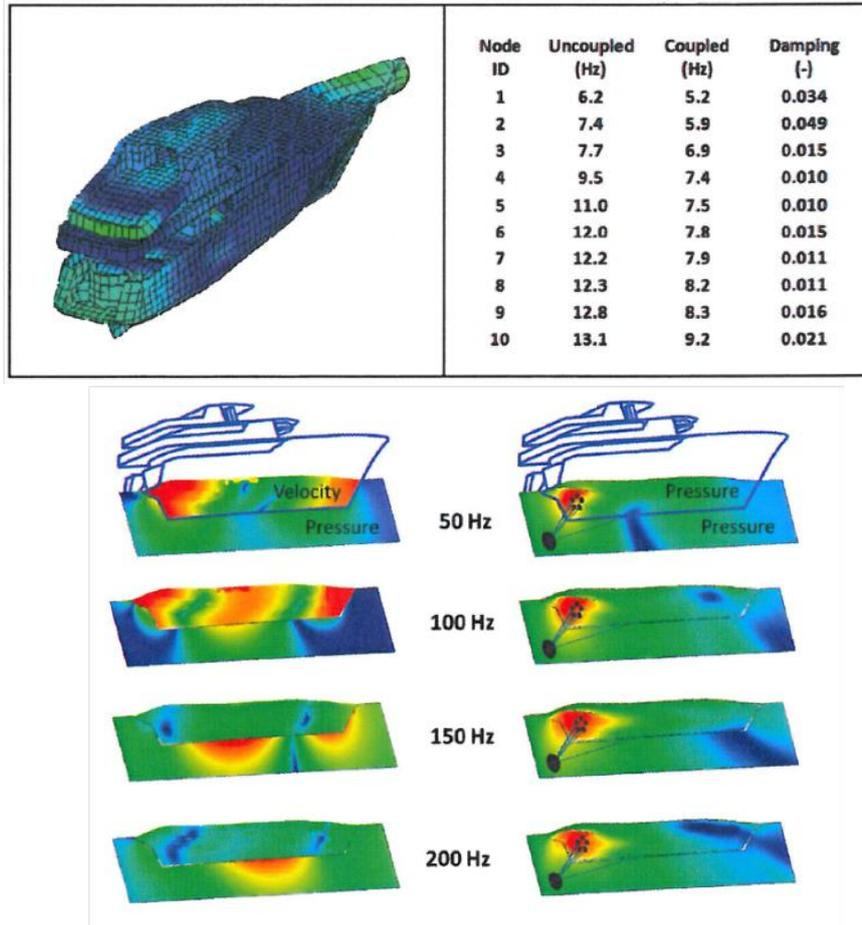 Node Uncoupled Coupled Damping
ID (Hz) (Hz) (-)
1 6.2 5.2 0.034
2 7.4 5.9 0.049
3 7.7 6.9 0.015
4 9.5 7.4 0.010
5 11.0 7.5 0.010
6 12.0 7.8 0.015
7 12.2 7.9 0.011
8 12.3 8.2 0.011
9 12.8 8.3 0.016
10 13.1 9.2 0.021
Velocity
Pressure
50 Hz
Pressure
Pressure
100 Hz
150 Hz
200 Hz